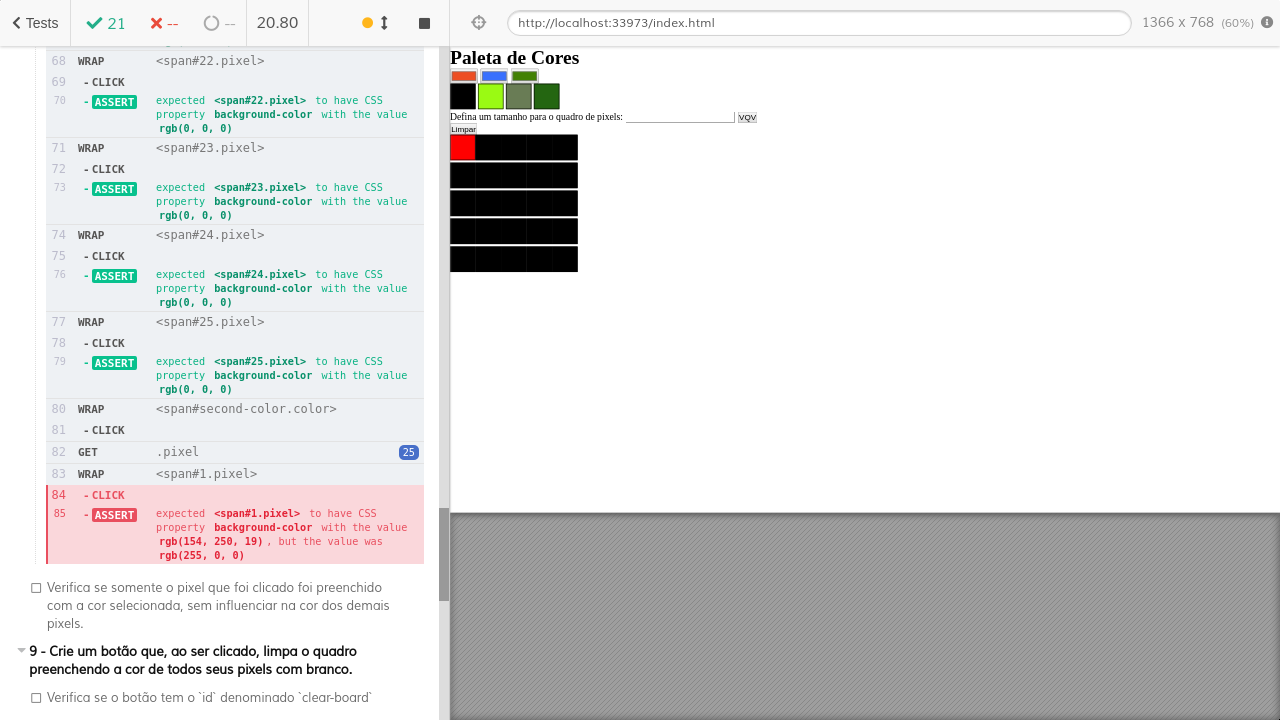 Tests
21
--
--
20.80
http://localhost:33973/index.html
1366 x 768 (60%)
68 WRAP <span#22.pixel>
69 -CLICK
70 -ASSERT expected <span#22.pixel> to have CSS
property background-color with the value
rgb(0, 0, 0)
71 WRAP <span#23.pixel>
72 -CLICK
73 -ASSERT expected <span#23.pixel> to have CSS
property background-color with the value
rgb(0, 0, 0)
74 WRAP <span#24.pixel>
75 -CLICK
76 -ASSERT expected <span#24.pixel> to have CSS
property background-color with the value
rgb(0, 0, 0)
77 WRAP <span#25.pixel>
78 -CLICK
79 -ASSERT expected <span#25.pixel> to have CSS
property background-color with the value
rgb(0, 0, 0)
80 WRAP <span#second-color.color>
81 -CLICK
82 GET .pixel 25
83 WRAP <span#1.pixel>
84 -CLICK
85 -ASSERT expected <span#1.pixel> to have CSS
property background-color with the value
rgb(154, 250, 19) , but the value was
rgb(255, 0, 0)
Verifica se somente o pixel que foi clicado foi preenchido
com a cor selecionada, sem influenciar na cor dos demais
pixels.
9 - Crie um botão que, ao ser clicado, limpa o quadro
preenchendo a cor de todos seus pixels com branco.
Verifica se o botão tem o `id` denominado `clear-board`
Paleta de Cores
Defina um tamanho para o quadro de pixels: VQV
Limpar